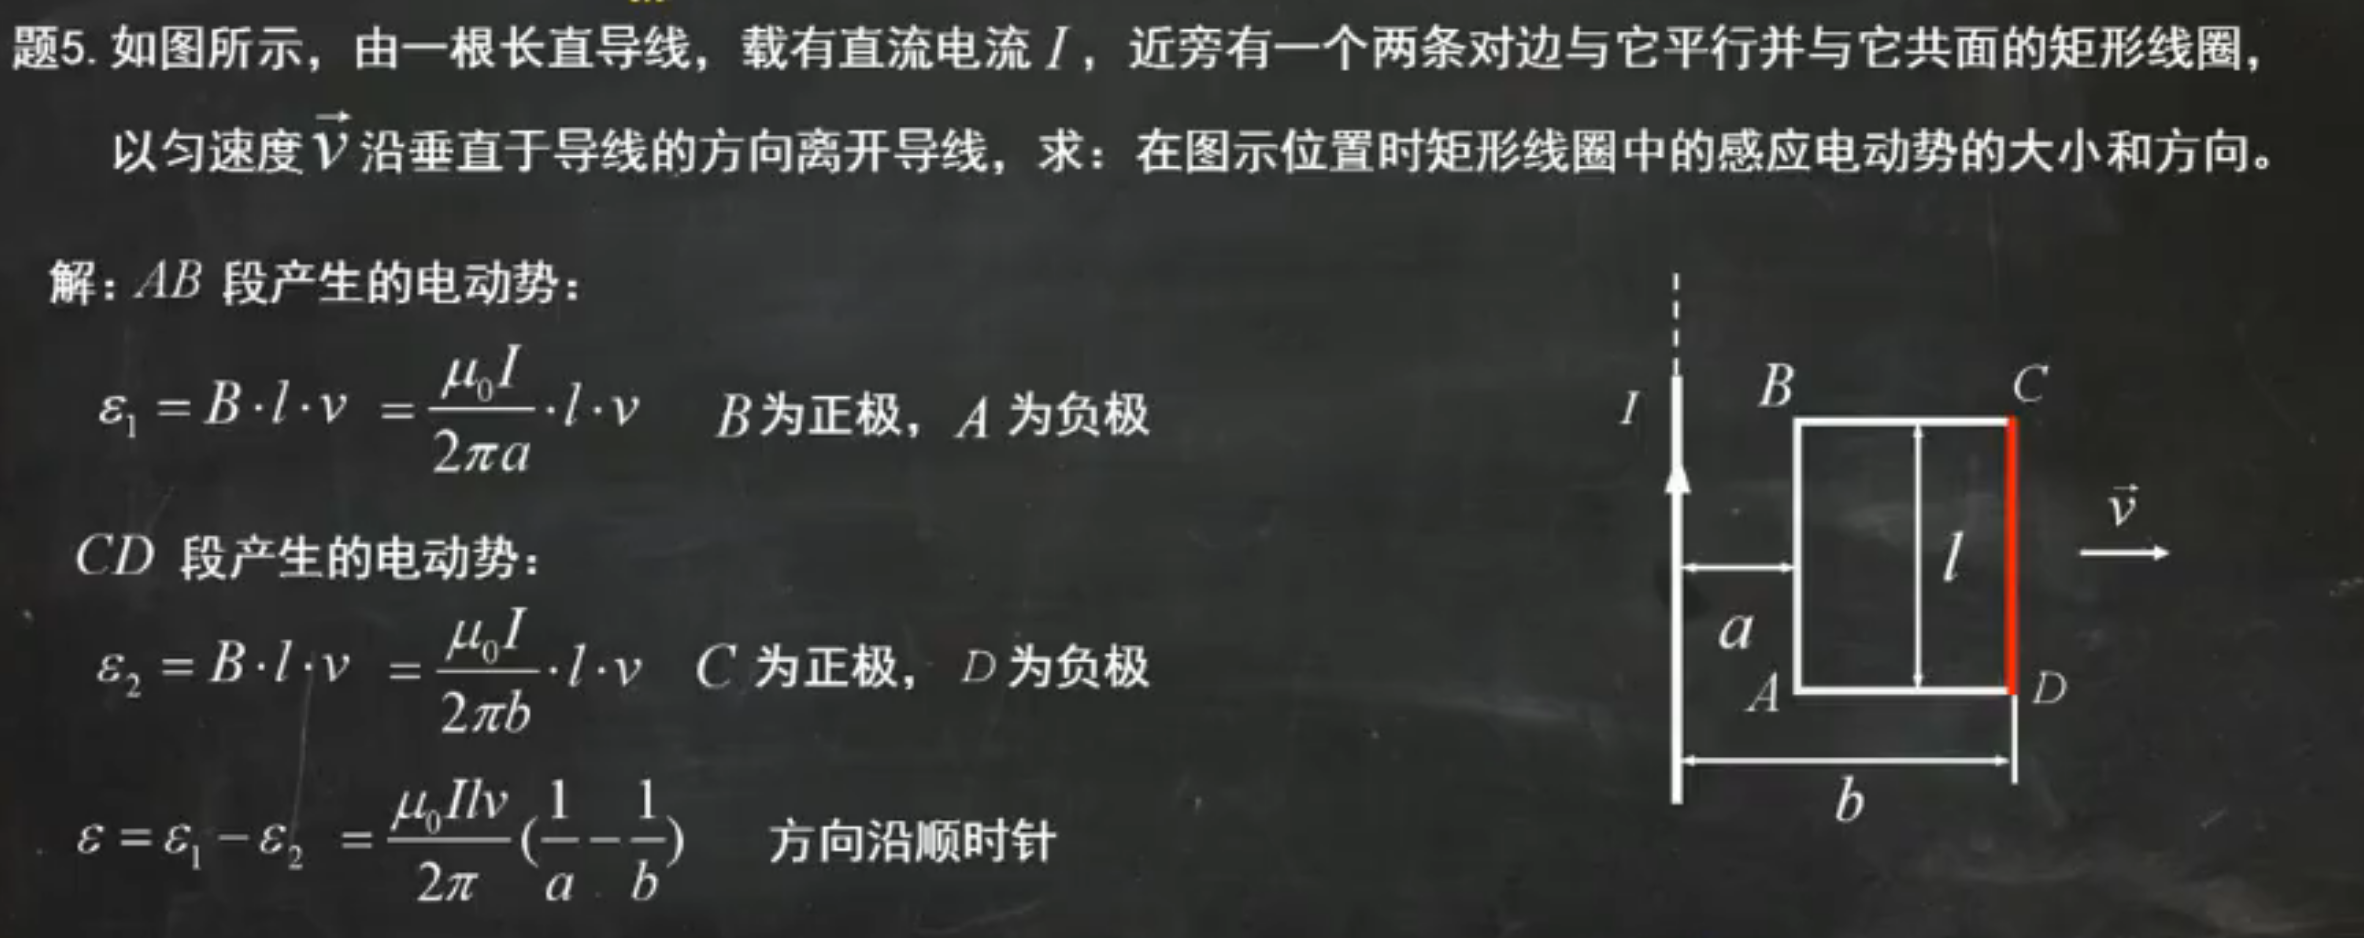 题5. 如图所示，由一根长直导线，载有直流电流 I ，近旁有一个两条对边与它平行并与它共面的矩形线圈，
以匀速度 $\vec{v}$ 沿垂直于导线的方向离开导线，求：在图示位置时矩形线圈中的感应电动势的大小和方向。
解：AB 段产生的电动势：
$\varepsilon_1 = B \cdot l \cdot v = \frac{\mu_0 I}{2\pi a} \cdot l \cdot v$ B为正极，A 为负极
CD 段产生的电动势：
$\varepsilon_2 = B \cdot l \cdot v = \frac{\mu_0 I}{2\pi b} \cdot l \cdot v$ C 为正极，D 为负极
$\varepsilon = \varepsilon_1 - \varepsilon_2 = \frac{\mu_0 I l v}{2\pi} (\frac{1}{a} - \frac{1}{b})$ 方向沿顺时针
I
B
C
$\vec{v}$
l
a
A
D
b